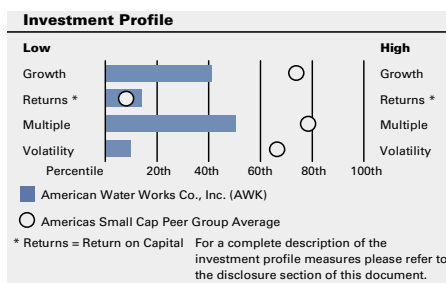 Investment Profile
Low High
Growth Growth
Returns * Returns *
Multiple Multiple
Volatility Volatility
Percentile 20th 40th 60th 80th 100th
American Water Works Co., Inc. (AWK)
Americas Small Cap Peer Group Average
* Returns = Return on Capital For a complete description of the
investment profile measures please refer to
the disclosure section of this document.